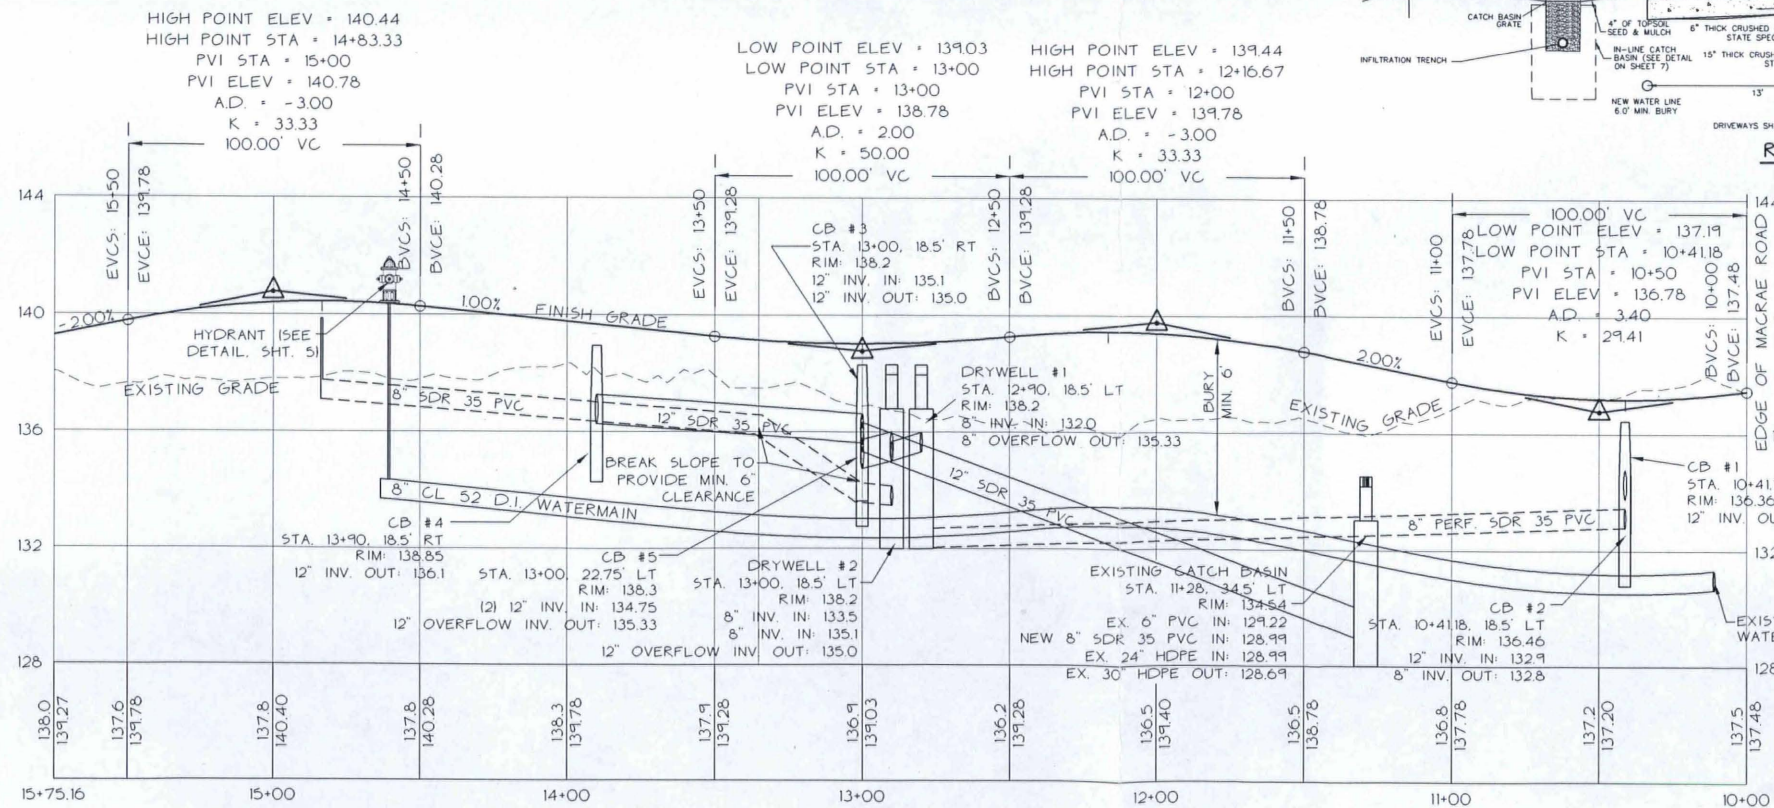 HIGH POINT ELEV = 140.44
HIGH POINT STA = 14+83.33
PVI STA = 15+00
PVI ELEV = 140.78
A.D. = -3.00
K = 33.33
100.00' VC
LOW POINT ELEV = 139.03
LOW POINT STA = 13+00
PVI STA = 13+00
PVI ELEV = 138.78
A.D. = 2.00
K = 50.00
100.00' VC
HIGH POINT ELEV = 139.44
HIGH POINT STA = 12+16.67
PVI STA = 12+00
PVI ELEV = 139.78
A.D. = -3.00
K = 33.33
100.00' VC
CATCH BASIN
GRATE
INFILTRATION TRENCH
4" OF TOPSOIL
SEED & MULCH
IN-LINE CATCH
BASIN (SEE DETAIL
ON SHEET 7)
6" THICK CRUSHED
STATE SPEC
15" THICK CRUSH
ST
NEW WATER LINE
6.0' MIN. BURY
13'
DRIVEWAYS SH
R
100.00' VC
LOW POINT ELEV = 137.19
LOW POINT STA = 10+41.18
PVI STA = 10+50
PVI ELEV = 136.78
A.D. = 3.40
K = 29.41
EVCS: 15+50
EVCE: 139.78
BVCS: 14+50
BVCE: 140.28
EVCS: 13+50
EVCE: 139.28
BVCS: 12+50
BVCE: 139.28
EVCS: 12+50
BVCS: 11+50
BVCE: 138.78
EVCS: 11+00
EVCE: 137.78
BVCS: 10+00
BVCE: 137.48
EDGE OF MACRAE ROAD
144
140
136
132
128
144
132
128
-2.00%
1.00%
FINISH GRADE
2.00%
HYDRANT (SEE
DETAIL, SHT. 5)
EXISTING GRADE
EXISTING GRADE
8" SDR 35 PVC
12" SDR 35 PVC
12" SDR 35 PVC
8" PERF. SDR 35 PVC
8" CL 52 D.I. WATERMAIN
BREAK SLOPE TO
PROVIDE MIN. 6"
CLEARANCE
BURY
MIN. 6'
CB #3
STA. 13+00, 18.5' RT
RIM: 138.2
12" INV. IN: 135.1
12" INV. OUT: 135.0
DRYWELL #1
STA. 12+90, 18.5' LT
RIM: 138.2
8" INV. IN: 132.0
8" OVERFLOW OUT: 135.33
CB #4
STA. 13+90, 18.5' RT
RIM: 138.85
12" INV. OUT: 136.1
CB #5
STA. 13+00, 22.75' LT
RIM: 138.3
(2) 12" INV. IN: 134.75
12" OVERFLOW INV. OUT: 135.33
DRYWELL #2
STA. 13+00, 18.5' LT
RIM: 138.2
8" INV. IN: 133.5
8" INV. IN: 135.1
12" OVERFLOW INV. OUT: 135.0
EXISTING CATCH BASIN
STA. 11+28, 34.5' LT
RIM: 134.54
EX. 6" PVC IN: 129.22
NEW 8" SDR 35 PVC IN: 128.99
EX. 24" HDPE IN: 128.99
EX. 30" HDPE OUT: 128.69
CB #2
STA. 10+41.18, 18.5' LT
RIM: 136.46
12" INV. IN: 132.9
8" INV. OUT: 132.8
CB #1
STA. 10+41.
RIM: 136.36
12" INV. OU
EXIS
WATE
138.0
139.27
137.6
139.78
137.8
140.40
137.8
140.28
138.3
139.78
137.9
139.28
136.9
139.03
136.2
139.28
136.5
139.40
136.5
138.78
136.8
137.78
137.2
137.20
137.5
137.48
15+75.16
15+00
14+00
13+00
12+00
11+00
10+00